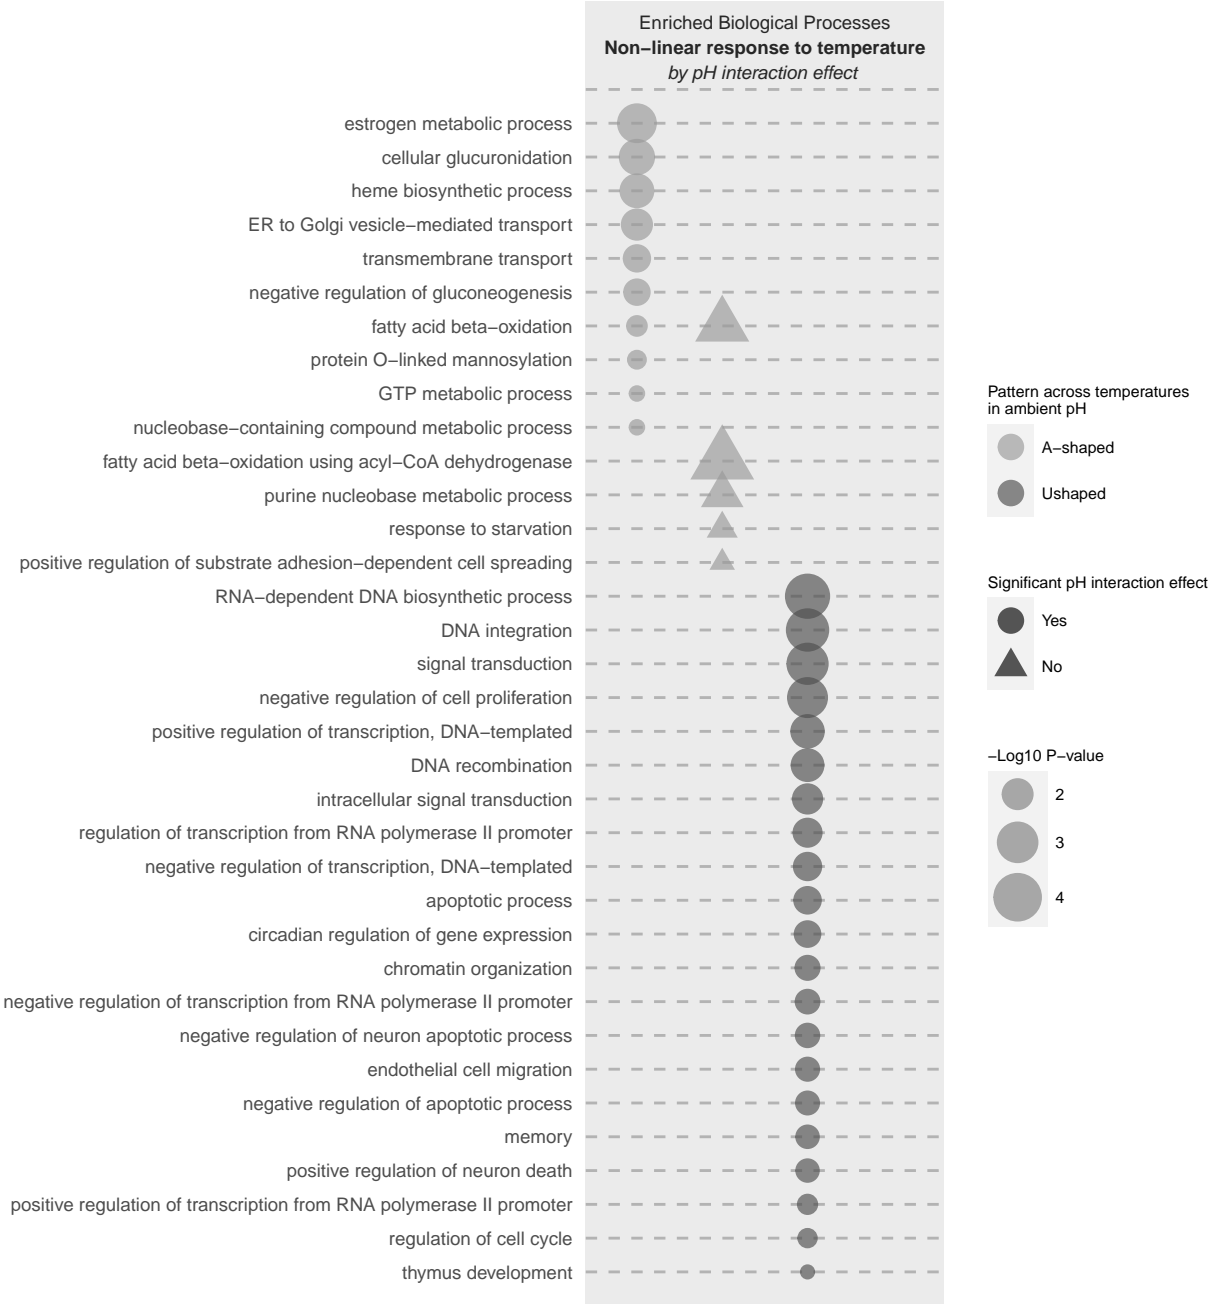 Enriched Biological Processes
Non−linear response to temperature
by pH interaction effect
estrogen metabolic process
cellular glucuronidation
heme biosynthetic process
ER to Golgi vesicle−mediated transport
transmembrane transport
negative regulation of gluconeogenesis
fatty acid beta−oxidation
protein O−linked mannosylation
GTP metabolic process
nucleobase−containing compound metabolic process
fatty acid beta−oxidation using acyl−CoA dehydrogenase
purine nucleobase metabolic process
response to starvation
positive regulation of substrate adhesion−dependent cell spreading
RNA−dependent DNA biosynthetic process
DNA integration
signal transduction
negative regulation of cell proliferation
positive regulation of transcription, DNA−templated
DNA recombination
intracellular signal transduction
regulation of transcription from RNA polymerase II promoter
negative regulation of transcription, DNA−templated
apoptotic process
circadian regulation of gene expression
chromatin organization
negative regulation of transcription from RNA polymerase II promoter
negative regulation of neuron apoptotic process
endothelial cell migration
negative regulation of apoptotic process
memory
positive regulation of neuron death
positive regulation of transcription from RNA polymerase II promoter
regulation of cell cycle
thymus development
Pattern across temperatures
in ambient pH
A−shaped
Ushaped
Significant pH interaction effect
Yes
No
−Log10 P−value
2
3
4